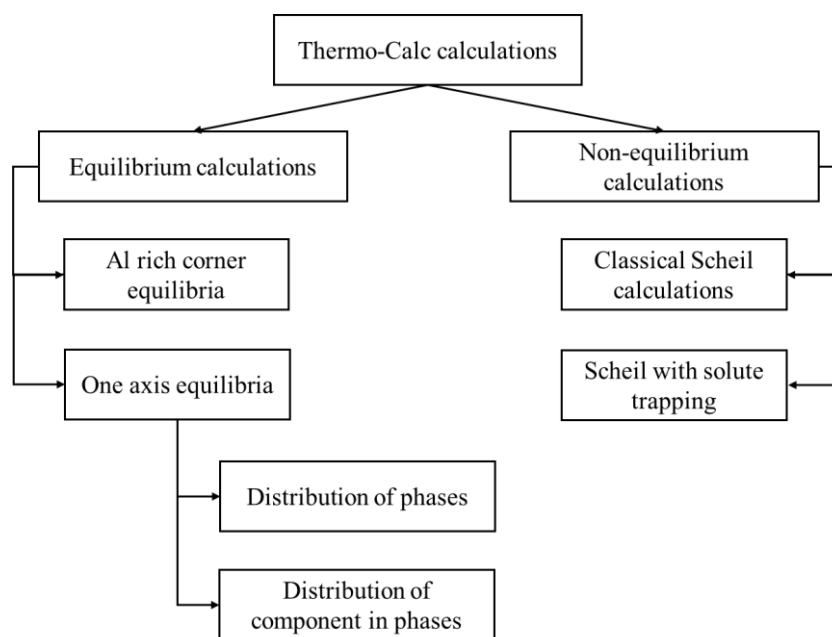 Thermo-Calc calculations
Equilibrium calculations
Non-equilibrium
calculations
Al rich corner
equilibria
Classical Scheil
calculations
One axis equilibria
Scheil with solute
trapping
Distribution of phases
Distribution of
component in phases